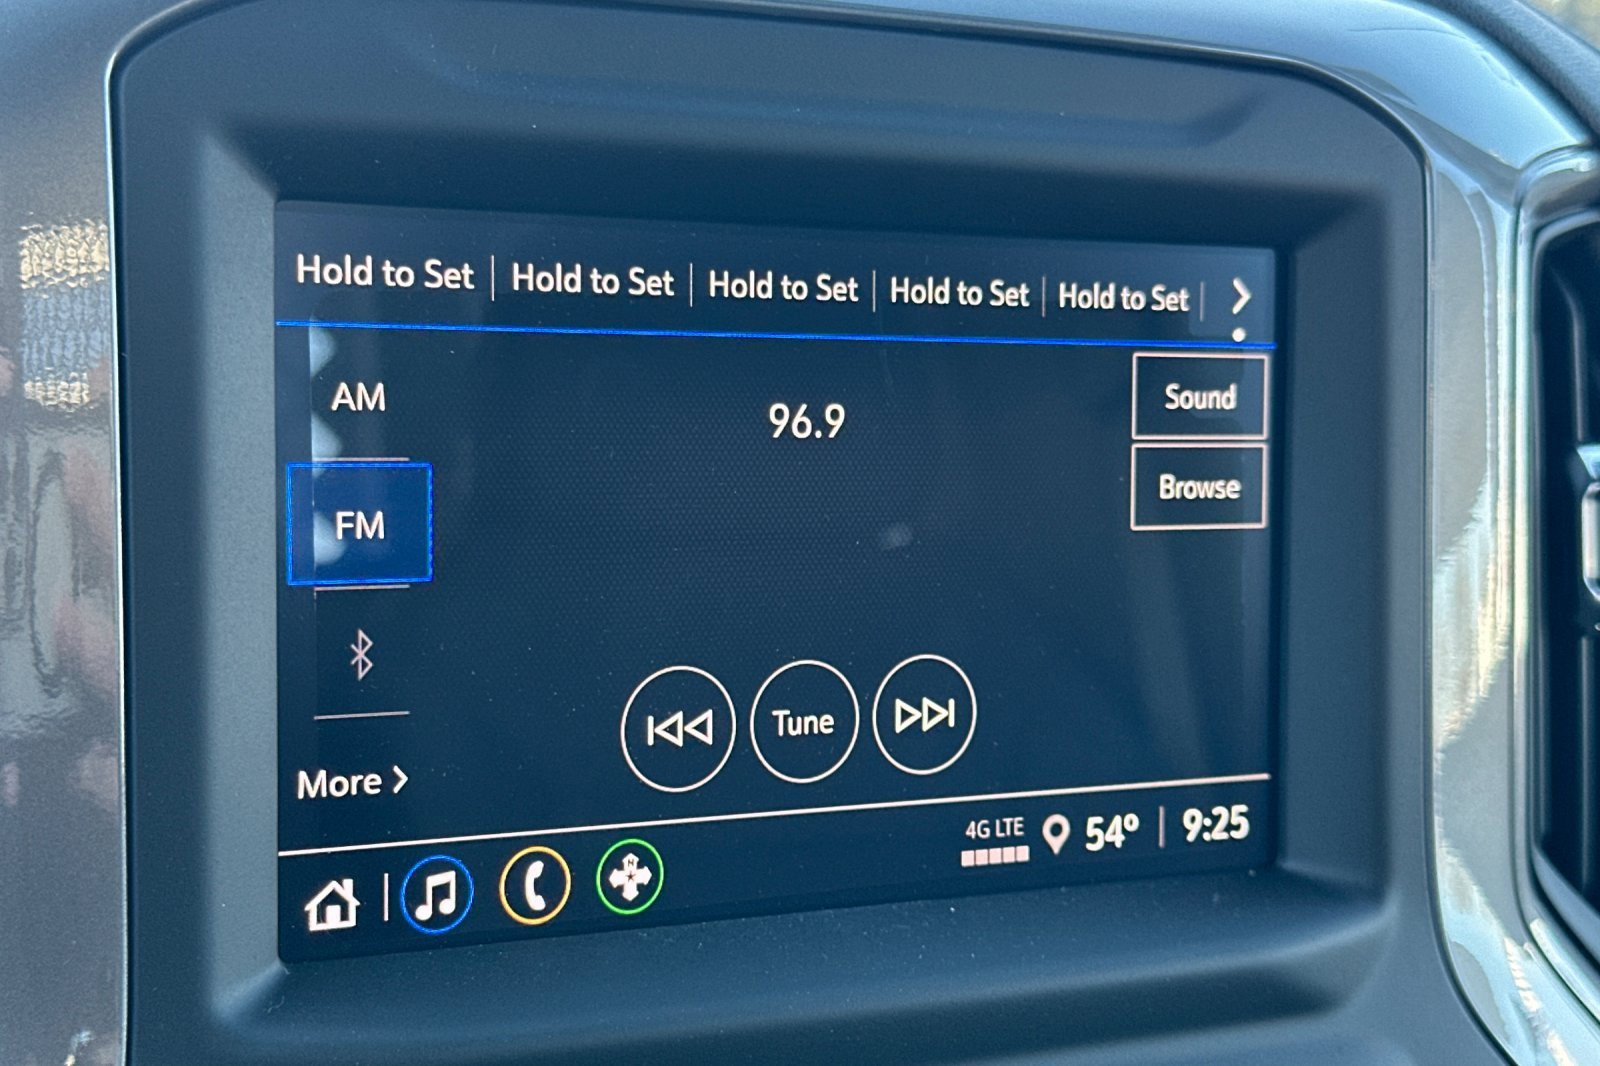 Hold to Set | Hold to Set | Hold to Set | Hold to Set | Hold to Set |
AM
96.9
Sound
Browse
FM
Tune
More
4G LTE
54° | 9:25
N